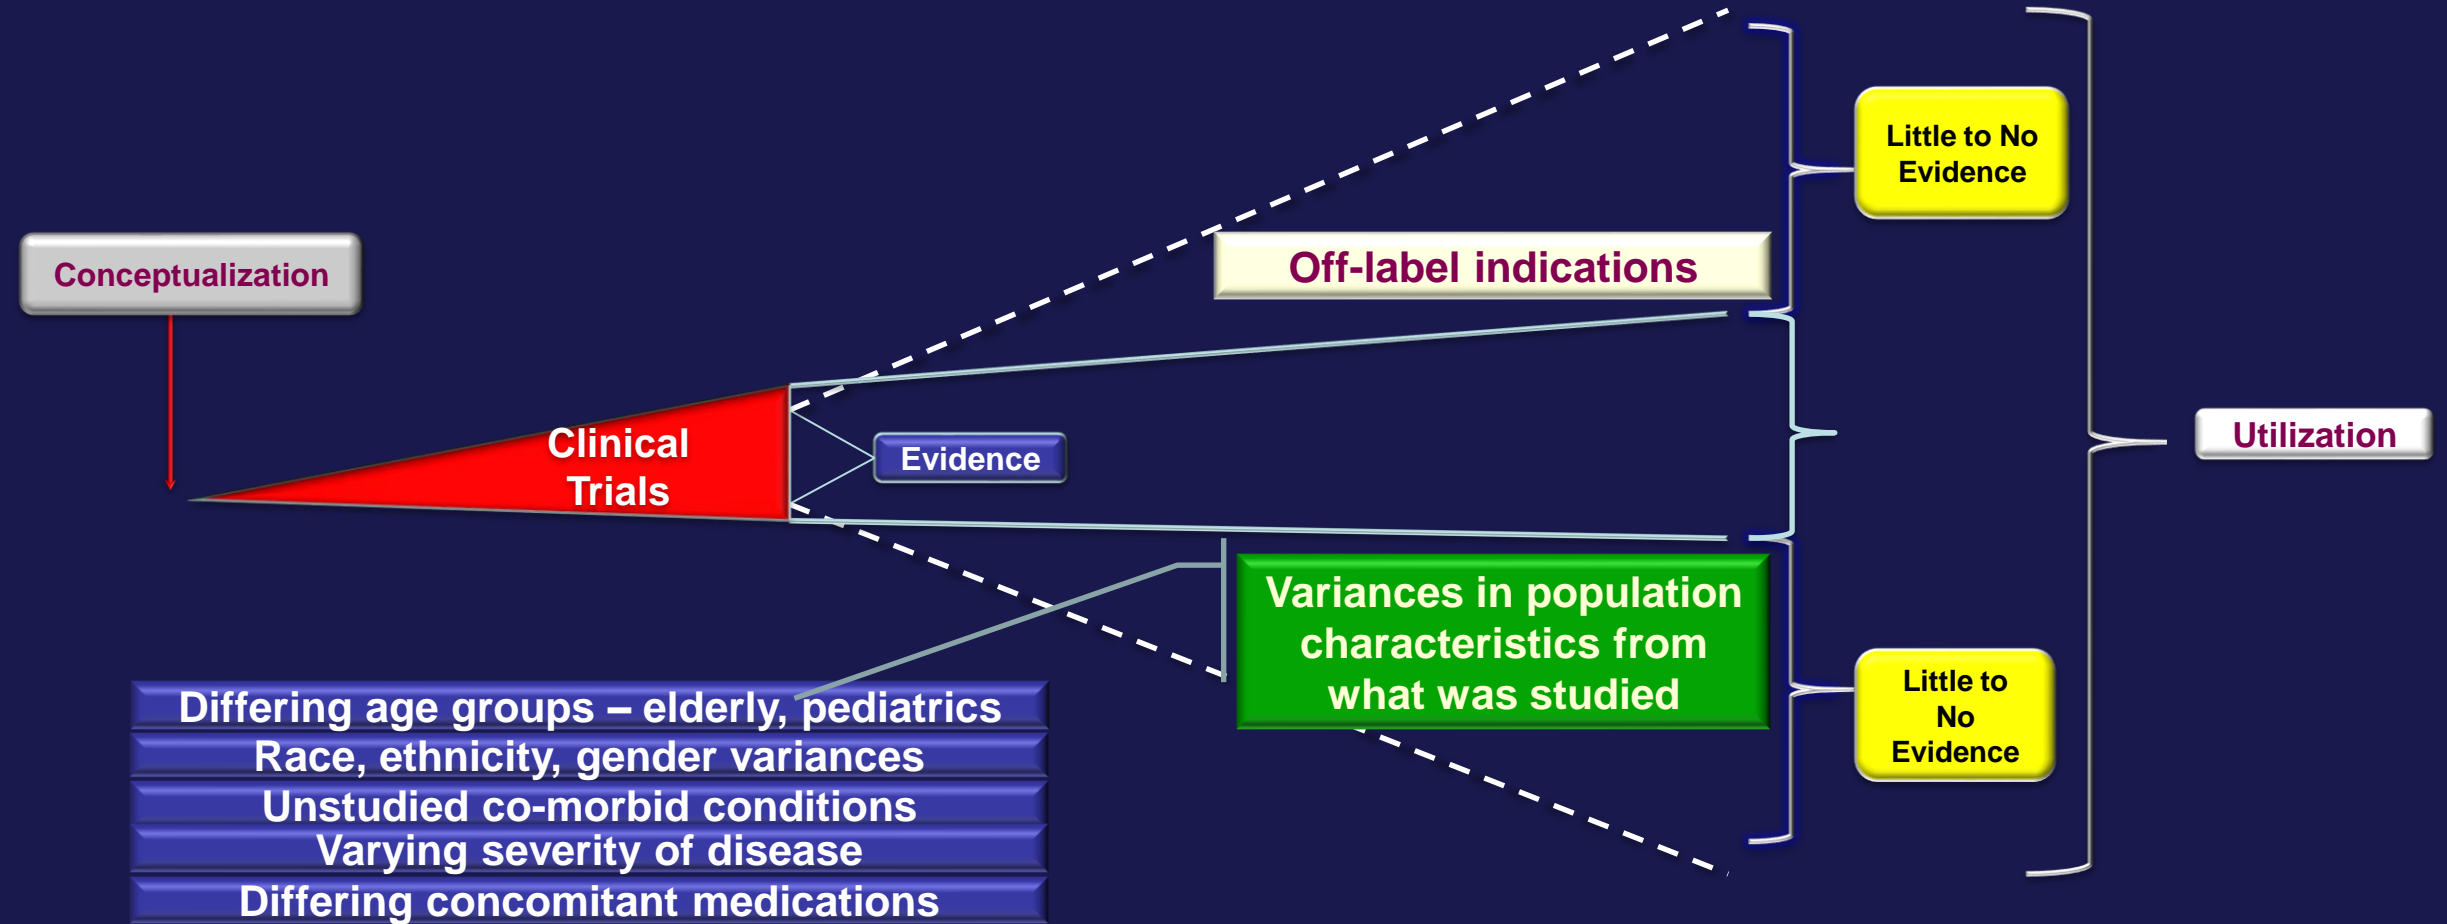 Little to No
Evidence
Conceptualization
Off-label indications
Clinical
Trials
Evidence
Utilization
Variances in population
characteristics from
what was studied
Little to
No
Evidence
Differing age groups – elderly, pediatrics
Race, ethnicity, gender variances
Unstudied co-morbid conditions
Varying severity of disease
Differing concomitant medications